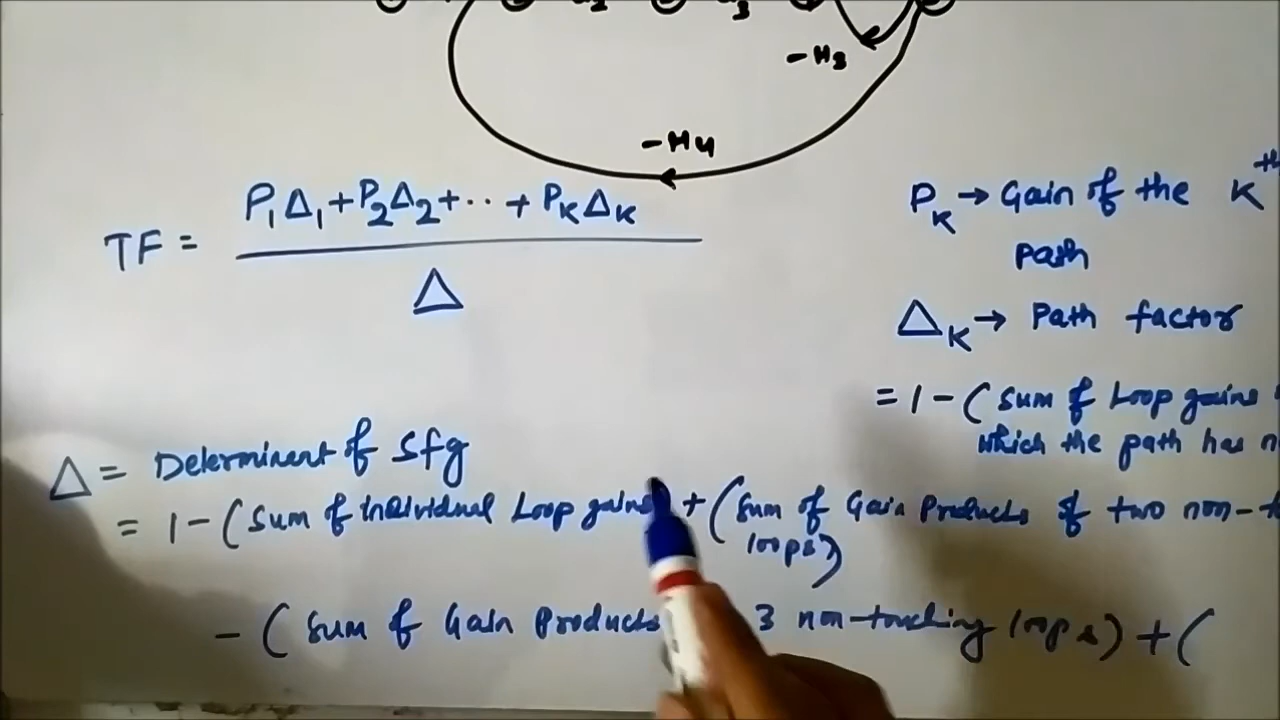 -H3
-H4
TF = P1Δ1+P2Δ2+··+ PKΔK
Δ
PK → Gain of the Kth
Path
ΔK → Path factor
= 1 - ( Sum of Loop gains
which the path has
Δ = Determinent of Sfg
= 1 - ( Sum of individual Loop gains + ( Sum of Gain Products of two non-
loops)
- ( Sum of Gain Products 3 non-touching loops) + (